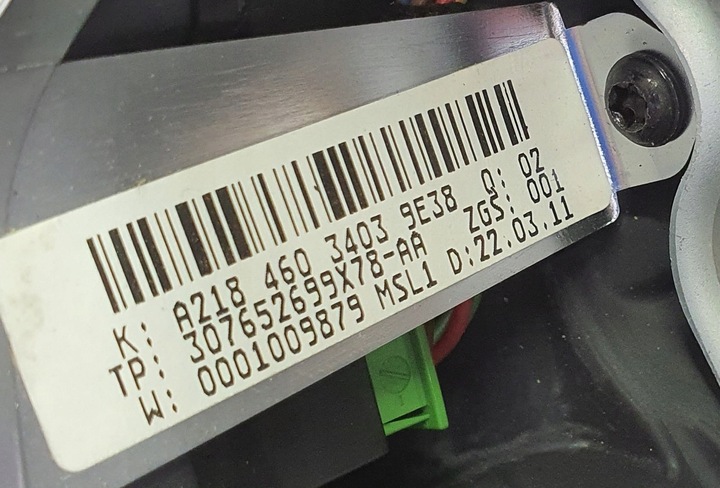 K: A218 460 3403 9E38 Q: 02
TP: 307652699X78-AA ZGS: 001
W: 0001009879 MSL1 D:22.03.11